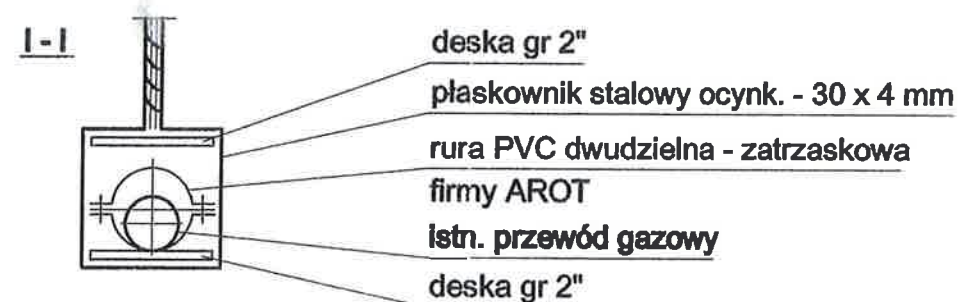 I - I
deska gr 2"
płaskownik stalowy ocynk. - 30 x 4 mm
rura PVC dwudzielna - zatrzaskowa
firmy AROT
istn. przewód gazowy
deska gr 2"